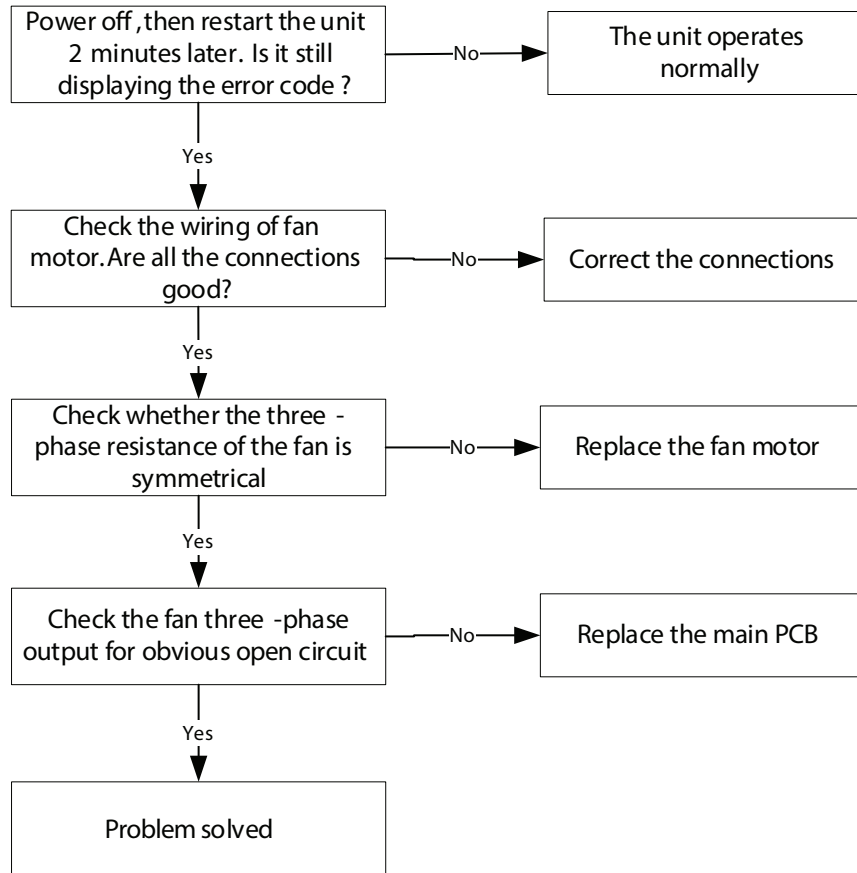 Power off ,then restart the unit
2 minutes later. Is it still
displaying the error code ?
No
The unit operates
normally
Yes
Check the wiring of fan
motor.Are all the connections
good?
No
Correct the connections
Yes
Check whether the three -
phase resistance of the fan is
symmetrical
No
Replace the fan motor
Yes
Check the fan three -phase
output for obvious open circuit
No
Replace the main PCB
Yes
Problem solved